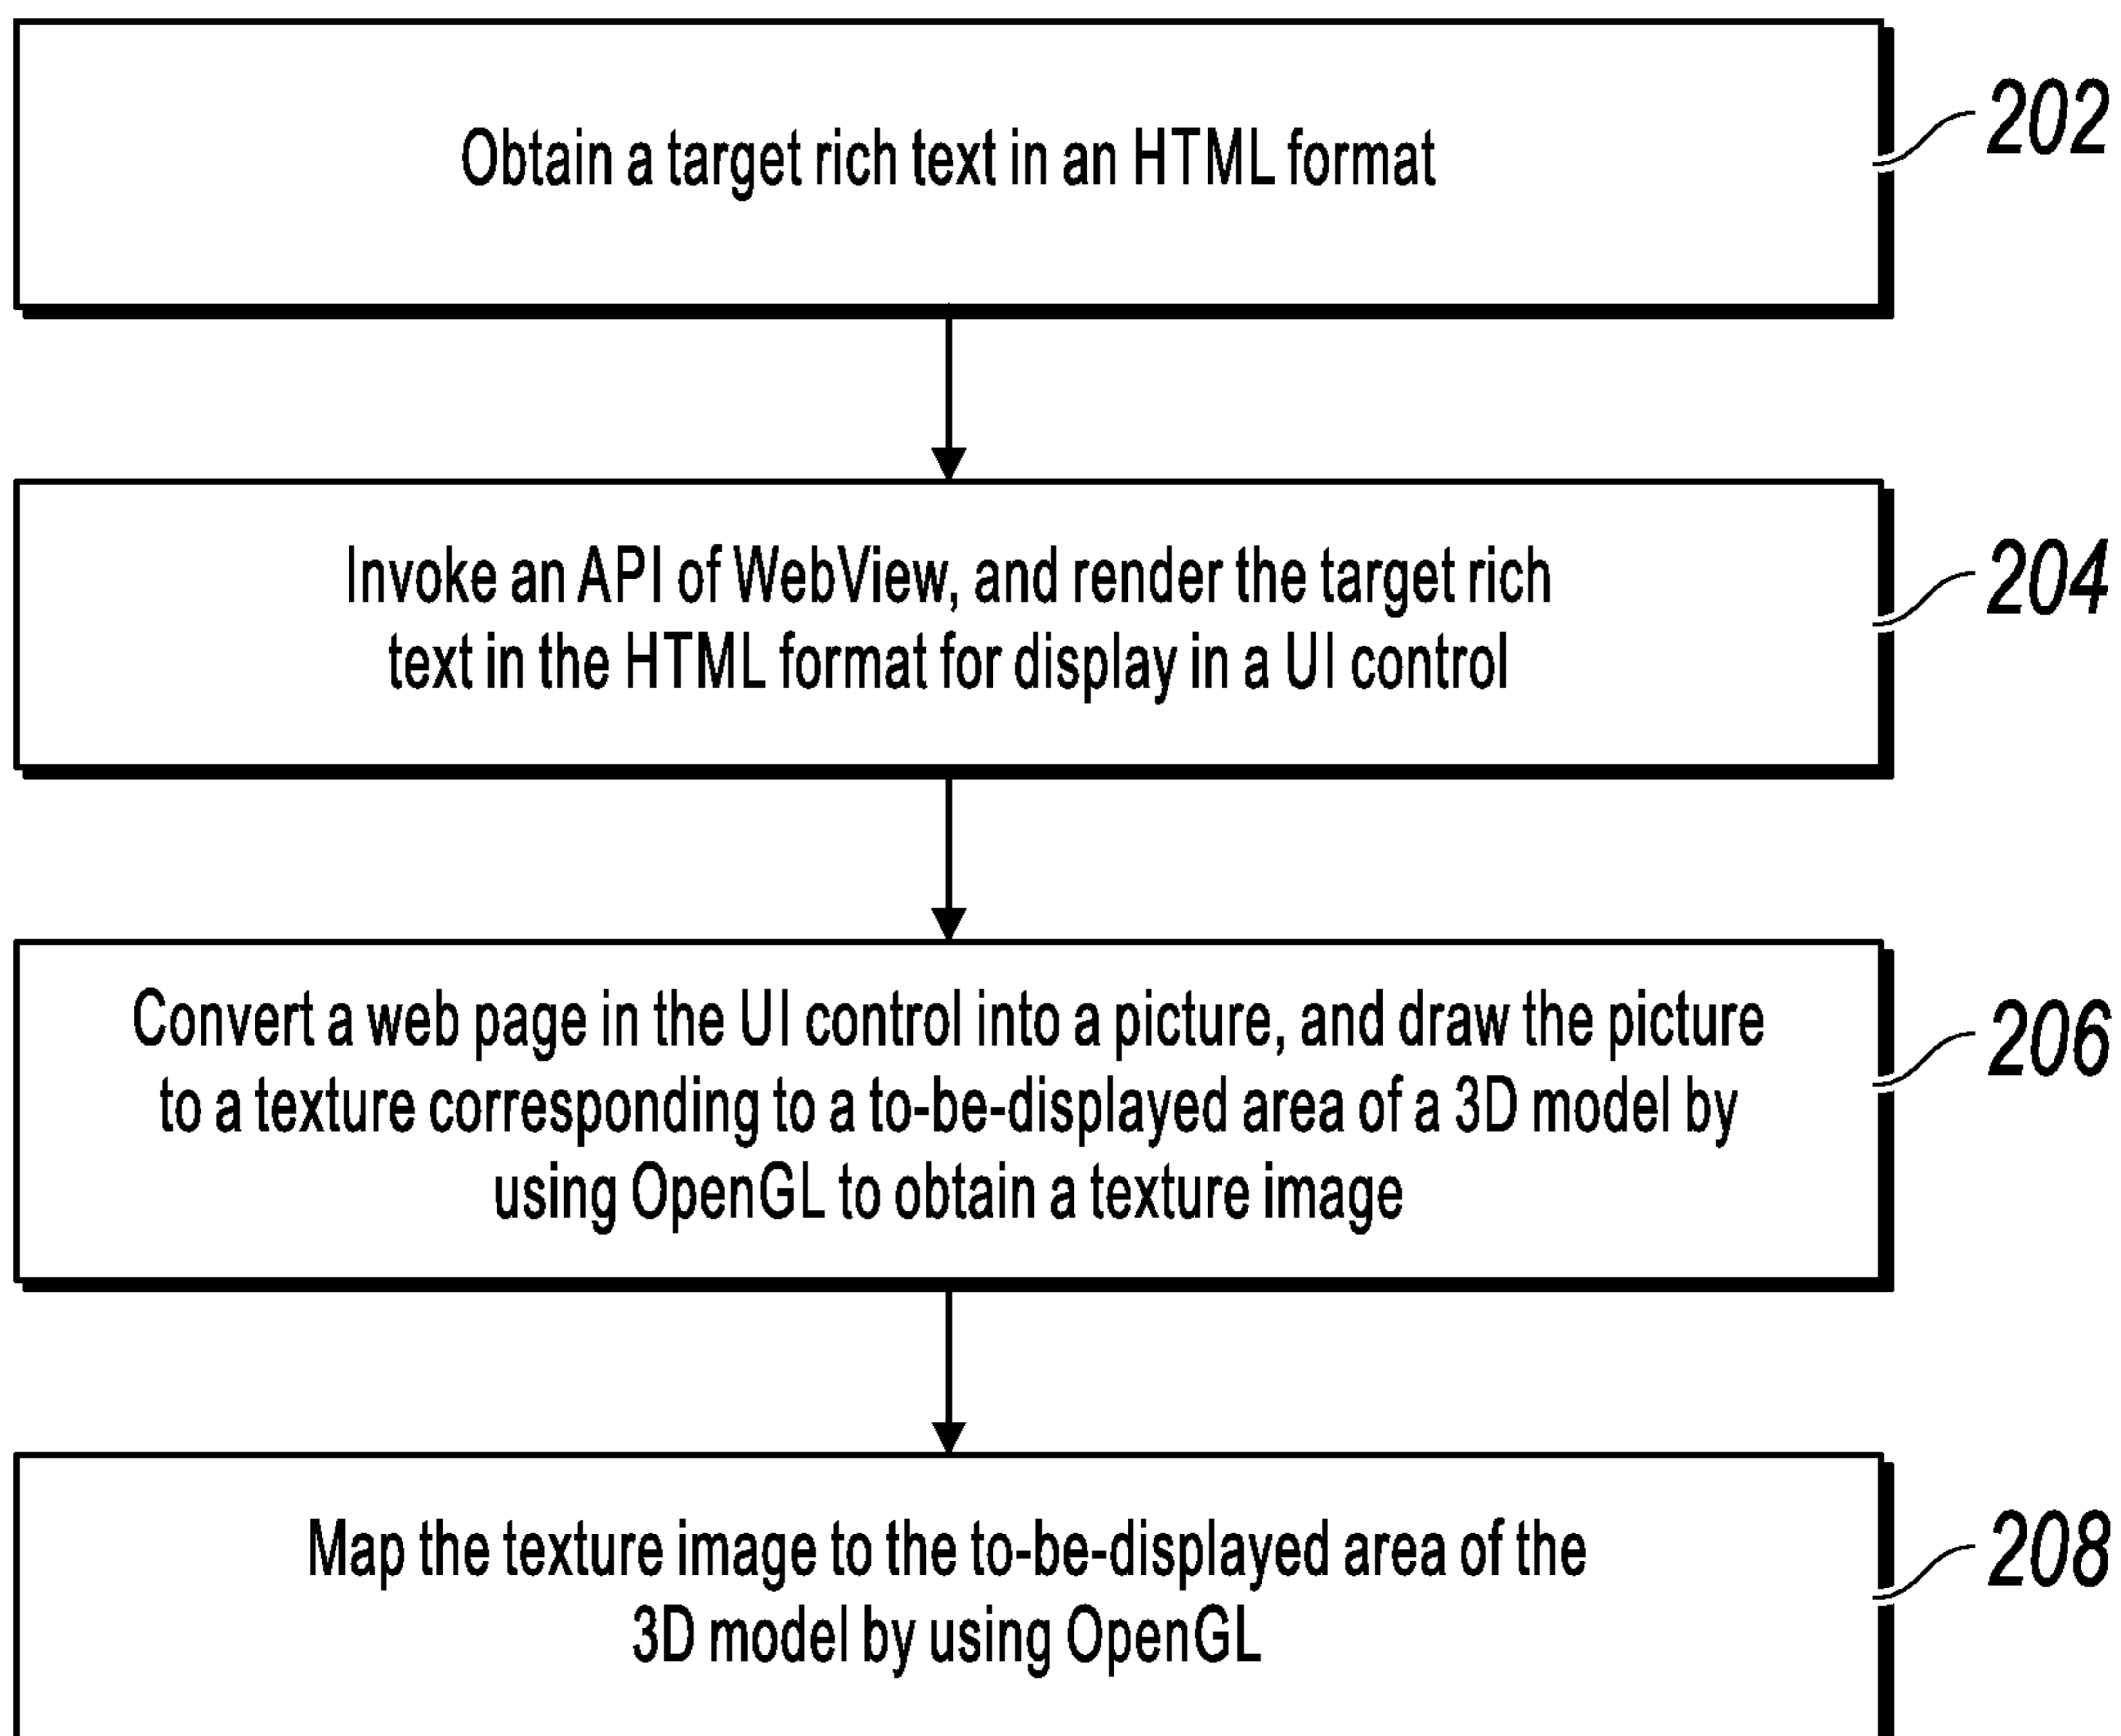 Obtain a target rich text in an HTML format
202
Invoke an API of WebView, and render the target rich
text in the HTML format for display in a UI control
204
Convert a web page in the UI control into a picture, and draw the picture
to a texture corresponding to a to-be-displayed area of a 3D model by
using OpenGL to obtain a texture image
206
Map the texture image to the to-be-displayed area of the
3D model by using OpenGL
208